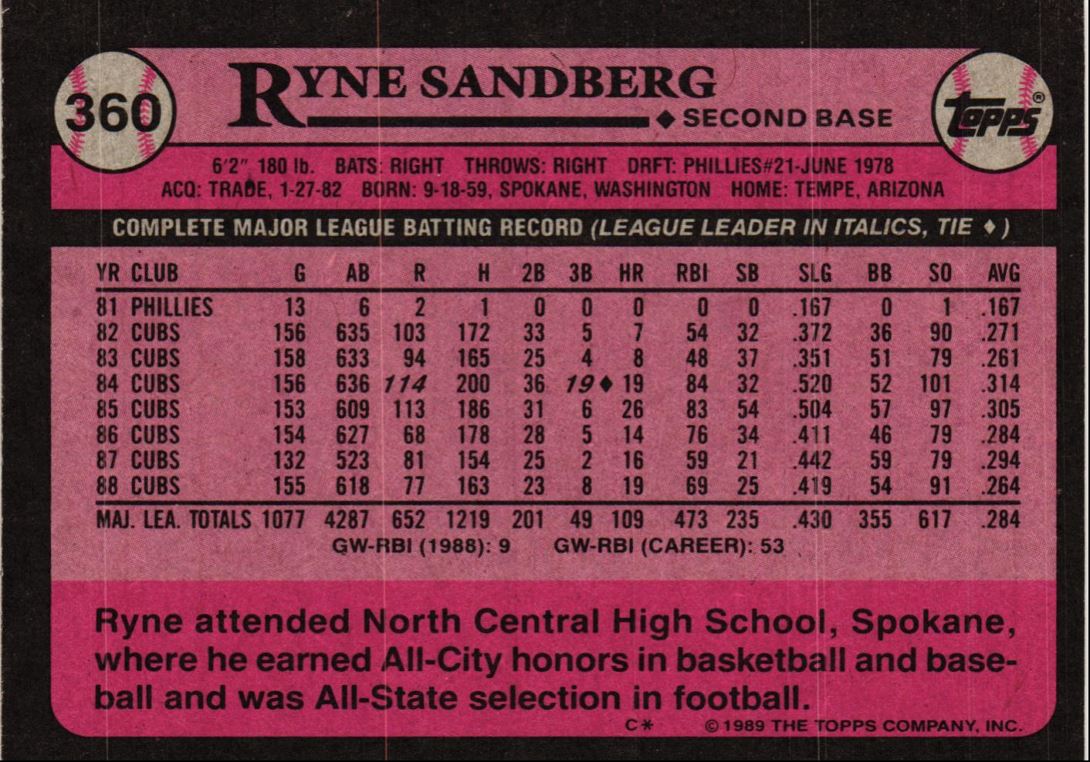 360
RYNE SANDBERG
♦ SECOND BASE
TOPPS®
6'2" 180 lb. BATS: RIGHT THROWS: RIGHT DRFT: PHILLIES#21-JUNE 1978
ACQ: TRADE, 1-27-82 BORN: 9-18-59, SPOKANE, WASHINGTON HOME: TEMPE, ARIZONA
COMPLETE MAJOR LEAGUE BATTING RECORD (LEAGUE LEADER IN ITALICS, TIE ♦)
YR CLUB G AB R H 2B 3B HR RBI SB SLG BB SO AVG
81 PHILLIES 13 6 2 1 0 0 0 0 0 .167 0 1 .167
82 CUBS 156 635 103 172 33 5 7 54 32 .372 36 90 .271
83 CUBS 158 633 94 165 25 4 8 48 37 .351 51 79 .261
84 CUBS 156 636 114 200 36 19♦ 19 84 32 .520 52 101 .314
85 CUBS 153 609 113 186 31 6 26 83 54 .504 57 97 .305
86 CUBS 154 627 68 178 28 5 14 76 34 .411 46 79 .284
87 CUBS 132 523 81 154 25 2 16 59 21 .442 59 79 .294
88 CUBS 155 618 77 163 23 8 19 69 25 .419 54 91 .264
MAJ. LEA. TOTALS 1077 4287 652 1219 201 49 109 473 235 .430 355 617 .284
GW-RBI (1988): 9 GW-RBI (CAREER): 53
Ryne attended North Central High School, Spokane,
where he earned All-City honors in basketball and base-
ball and was All-State selection in football.
C* © 1989 THE TOPPS COMPANY, INC.